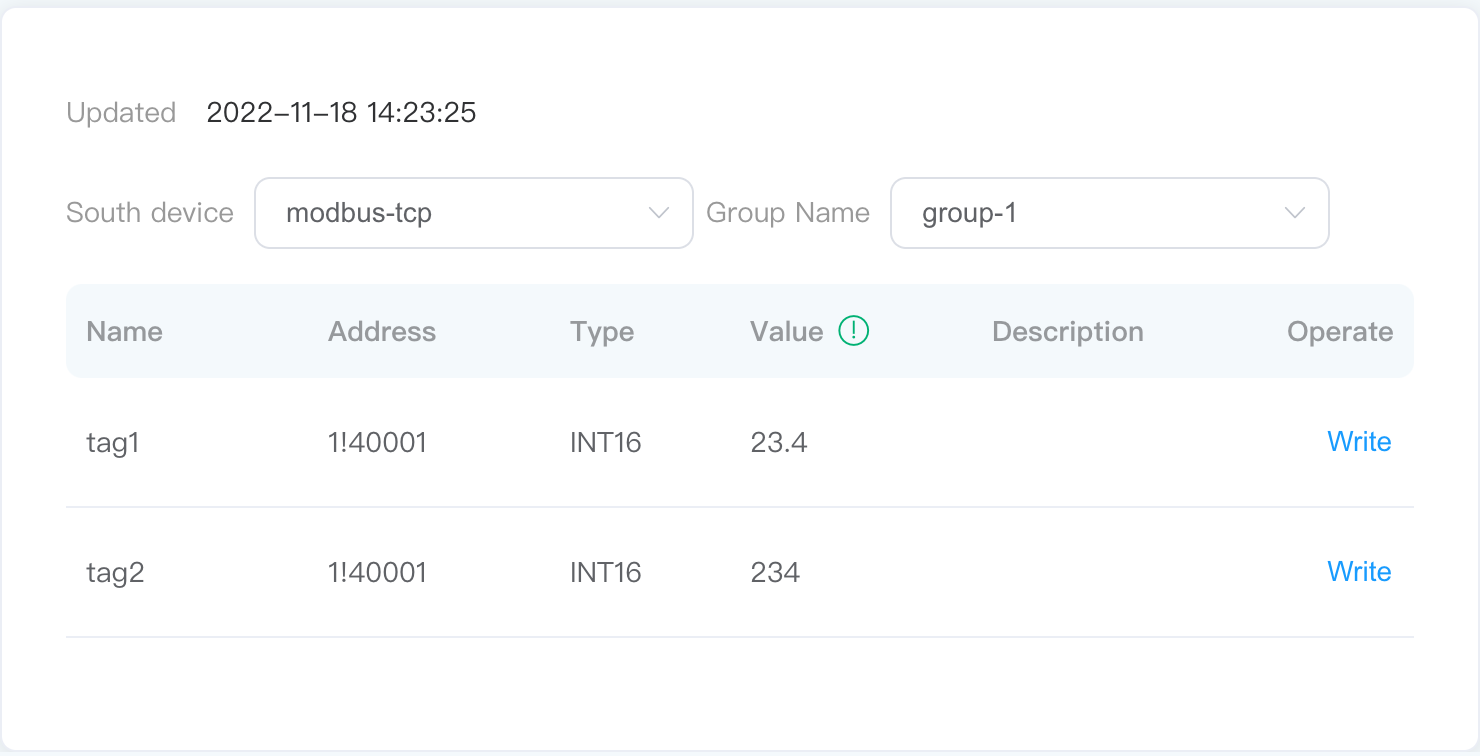 Updated 2022-11-18 14:23:25
South device modbus-tcp Group Name group-1
Name Address Type Value ! Description Operate
tag1 1!40001 INT16 23.4 Write
tag2 1!40001 INT16 234 Write